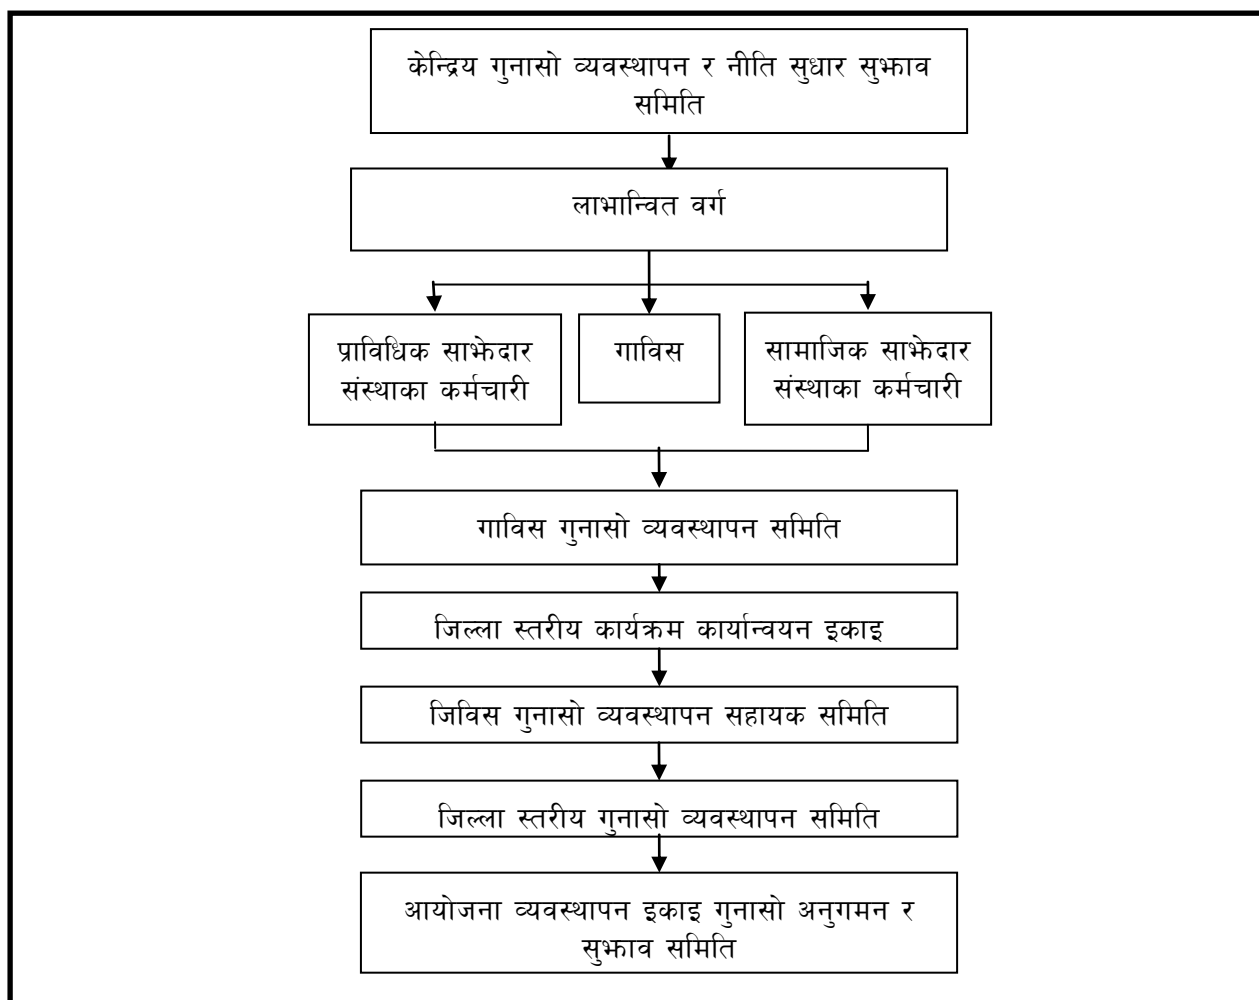 केन्द्रिय गुनासो व्यवस्थापन र नीति सुधार सुझाव
समिति
लाभान्वित वर्ग
प्राविधिक साझेदार
संस्थाका कर्मचारी
गाविस
सामाजिक साझेदार
संस्थाका कर्मचारी
गाविस गुनासो व्यवस्थापन समिति
जिल्ला स्तरीय कार्यक्रम कार्यान्वयन इकाइ
जिविस गुनासो व्यवस्थापन सहायक समिति
जिल्ला स्तरीय गुनासो व्यवस्थापन समिति
आयोजना व्यवस्थापन इकाइ गुनासो अनुगमन र
सुझाव समिति